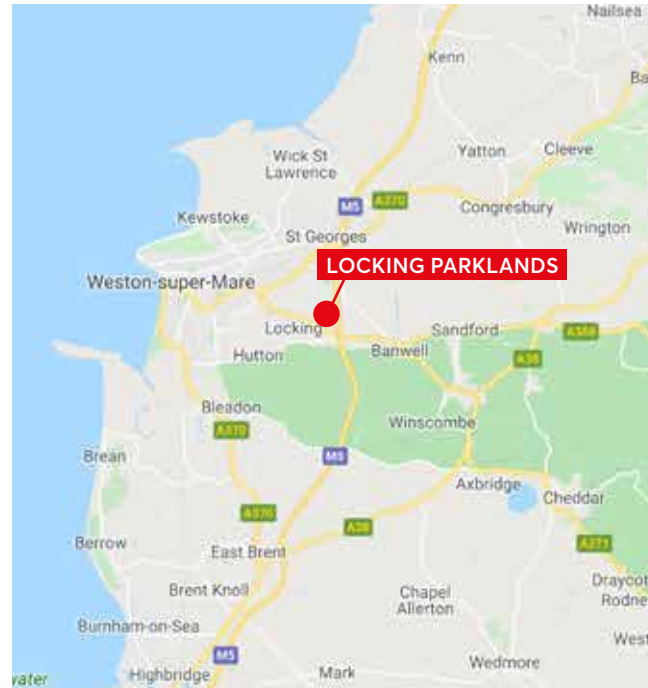 Nailsea
Kenn
Ba
Wick St
Lawrence
Yatton
Cleeve
M5
A370
Congresbury
Kewstoke
Wrington
St Georges
LOCKING PARKLANDS
Weston-super-Mare
Locking
Sandford
A368
Banwell
Hutton
A38
Bleadon
Winscombe
A370
M5
Brean
Axbridge
Cheddar
A370
A38
Berrow
East Brent
A371
Brent Knoll
Chapel
Allerton
Draycot
Rodne
Burnham-on-Sea
West
M5
Wedmore
Mark
Highbridge
water